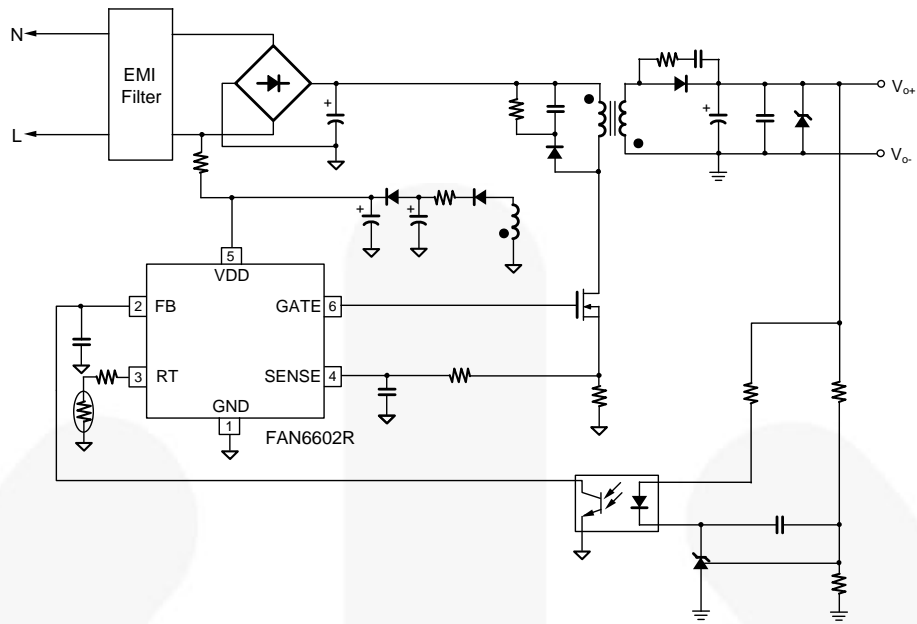 N
EMI
Filter
L
+
Vo+
+
Vo-
+
+
5
VDD
2
FB
GATE
6
3
RT
SENSE
4
GND
1
FAN6602R